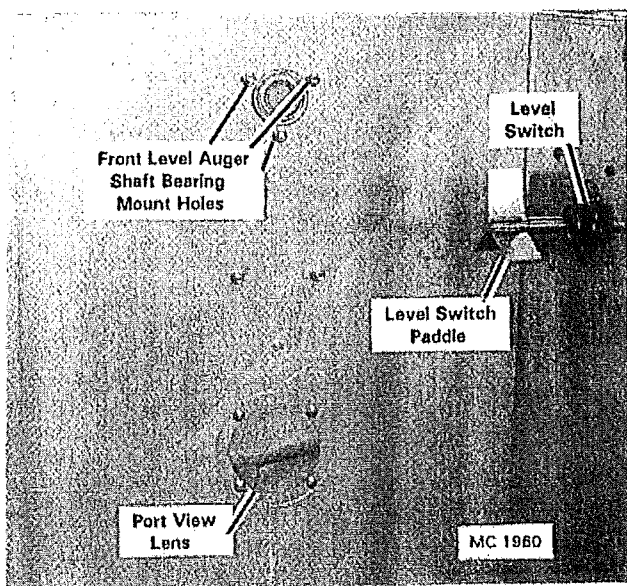 Level
Switch
Front Level Auger
Shaft Bearing
Mount Holes
Level Switch
Paddle
Port View
Lens
MC 1960